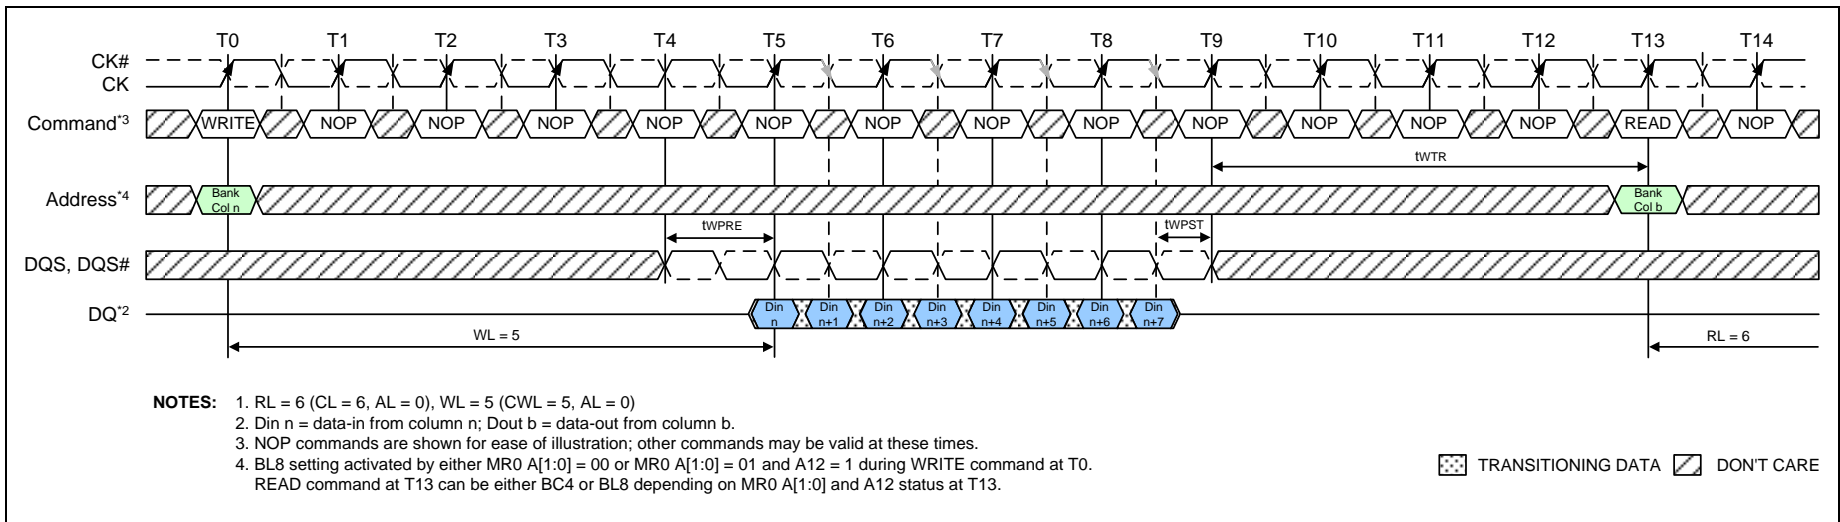 T0 T1 T2 T3 T4 T5 T6 T7 T8 T9 T10 T11 T12 T13 T14
CK#
CK
Command*3 WRITE NOP NOP NOP NOP NOP NOP NOP NOP NOP NOP NOP NOP READ NOP
tWTR
Address*4 Bank Col n Bank Col b
tWPRE tWPST
DQS, DQS#
DQ*2 Din n Din n+1 Din n+2 Din n+3 Din n+4 Din n+5 Din n+6 Din n+7
WL = 5 RL = 6
NOTES: 1. RL = 6 (CL = 6, AL = 0), WL = 5 (CWL = 5, AL = 0)
2. Din n = data-in from column n; Dout b = data-out from column b.
3. NOP commands are shown for ease of illustration; other commands may be valid at these times.
4. BL8 setting activated by either MR0 A[1:0] = 00 or MR0 A[1:0] = 01 and A12 = 1 during WRITE command at T0.
READ command at T13 can be either BC4 or BL8 depending on MR0 A[1:0] and A12 status at T13.
TRANSITIONING DATA DON'T CARE